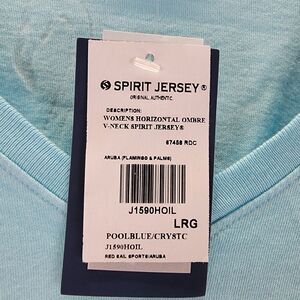 SPIRIT JERSEY®
ORIGINAL AUTHENTIC
DESCRIPTION:
WOMENS HORIZONTAL OMBRE
V-NECK SPIRIT JERSEY®
67456 RDC
ARUBA (FLAMINGO & PALMS)
J1590HOIL
LRG
POOLBLUE/CRYSTC
J1590HOIL
RED SAIL SPORTS/ARUBA